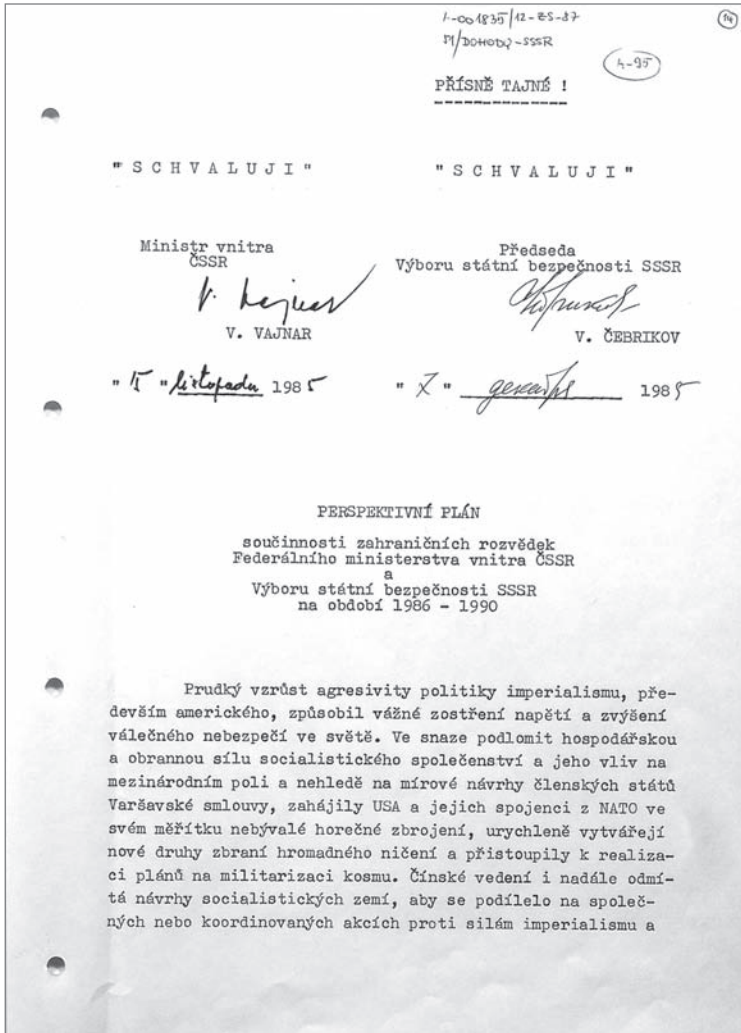 A-001835/12-ZS-87
M/DOHODY-SSSR
14
A-95
PŘÍSNĚ TAJNÉ !
"SCHVALUJI"
"SCHVALUJI"
Ministr vnitra
ČSSR
V. Vajnar
V. VAJNAR
Předseda
Výboru státní bezpečnosti SSSR
V. ČEBRIKOV
" " listopadu 1985
" " декабря 1985
PERSPEKTIVNÍ PLÁN
součinnosti zahraničních rozvědek
Federálního ministerstva vnitra ČSSR
a
Výboru státní bezpečnosti SSSR
na období 1986 - 1990
Prudký vzrůst agresivity politiky imperialismu, pře-
devším amerického, způsobil vážné zostření napětí a zvýšení
válečného nebezpečí ve světě. Ve snaze podlomit hospodářskou
a obrannou sílu socialistického společenství a jeho vliv na
mezinárodním poli a nehledě na mírové návrhy členských států
Varšavské smlouvy, zahájily USA a jejich spojenci z NATO ve
svém měřítku nebývalé horečné zbrojení, urychleně vytvářejí
nové druhy zbraní hromadného ničení a přistoupily k realiza-
ci plánů na militarizaci kosmu. Čínské vedení i nadále odmí-
tá návrhy socialistických zemí, aby se podílelo na společ-
ných nebo koordinovaných akcích proti silám imperialismu a